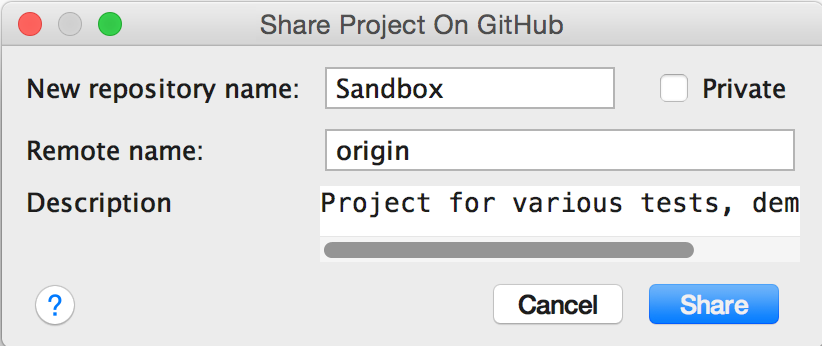 Share Project On GitHub
New repository name: Sandbox Private
Remote name: origin
Description Project for various tests, dem
? Cancel Share